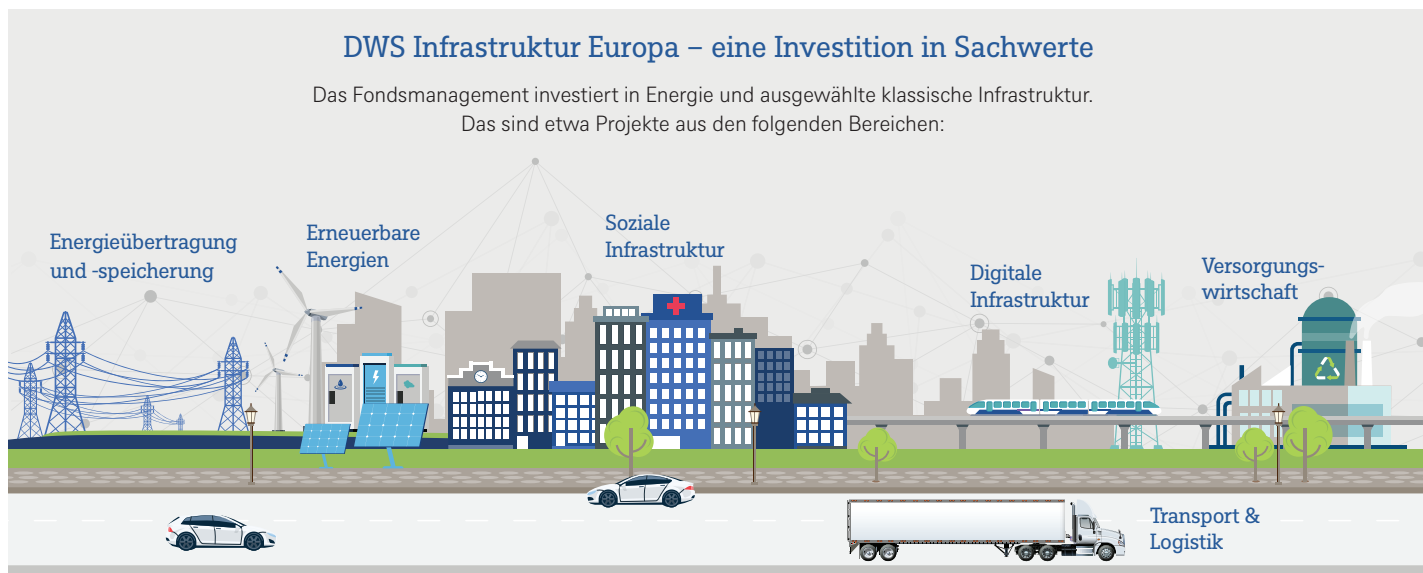 DWS Infrastruktur Europa – eine Investition in Sachwerte
Das Fondsmanagement investiert in Energie und ausgewählte klassische Infrastruktur.
Das sind etwa Projekte aus den folgenden Bereichen:
Energieübertragung
und -speicherung
Erneuerbare
Energien
Soziale
Infrastruktur
Digitale
Infrastruktur
Versorgungs-
wirtschaft
Transport &
Logistik